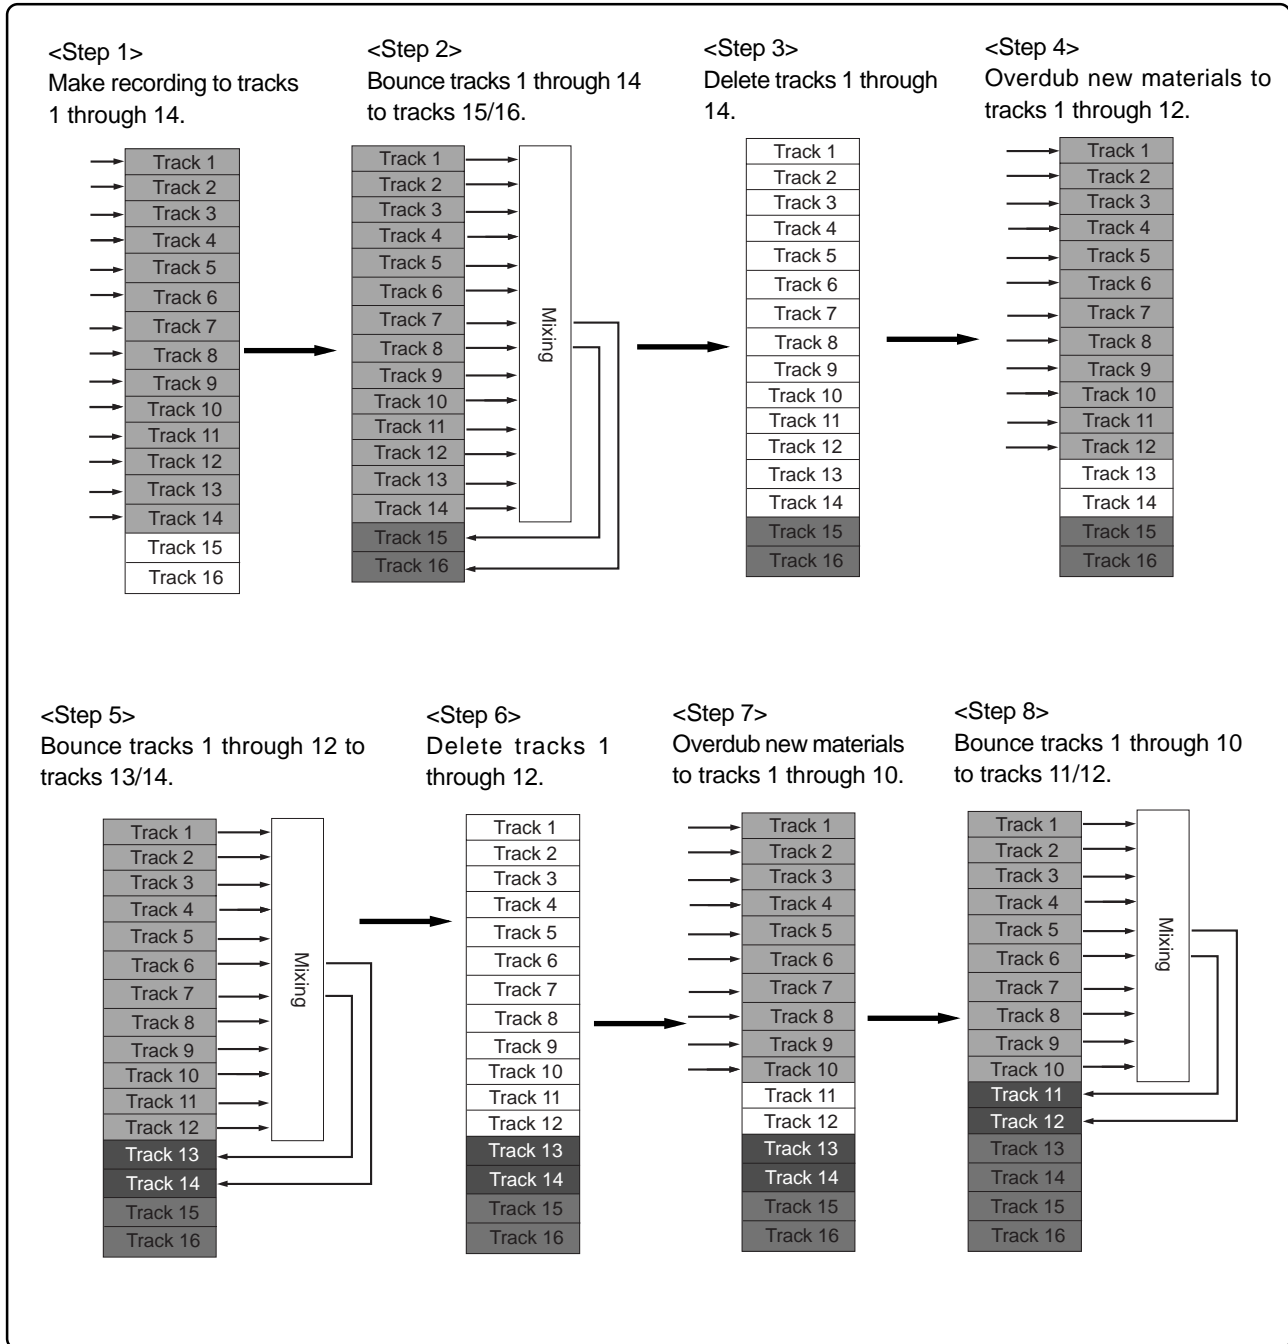 <Step 1>
Make recording to tracks
1 through 14.
Track 1
Track 2
Track 3
Track 4
Track 5
Track 6
Track 7
Track 8
Track 9
Track 10
Track 11
Track 12
Track 13
Track 14
Track 15
Track 16
<Step 2>
Bounce tracks 1 through 14
to tracks 15/16.
Track 1
Track 2
Track 3
Track 4
Track 5
Track 6
Track 7
Track 8
Track 9
Track 10
Track 11
Track 12
Track 13
Track 14
Track 15
Track 16
Mixing
<Step 3>
Delete tracks 1 through
14.
Track 1
Track 2
Track 3
Track 4
Track 5
Track 6
Track 7
Track 8
Track 9
Track 10
Track 11
Track 12
Track 13
Track 14
Track 15
Track 16
<Step 4>
Overdub new materials to
tracks 1 through 12.
Track 1
Track 2
Track 3
Track 4
Track 5
Track 6
Track 7
Track 8
Track 9
Track 10
Track 11
Track 12
Track 13
Track 14
Track 15
Track 16
<Step 5>
Bounce tracks 1 through 12 to
tracks 13/14.
Track 1
Track 2
Track 3
Track 4
Track 5
Track 6
Track 7
Track 8
Track 9
Track 10
Track 11
Track 12
Track 13
Track 14
Track 15
Track 16
Mixing
<Step 6>
Delete tracks 1
through 12.
Track 1
Track 2
Track 3
Track 4
Track 5
Track 6
Track 7
Track 8
Track 9
Track 10
Track 11
Track 12
Track 13
Track 14
Track 15
Track 16
<Step 7>
Overdub new materials
to tracks 1 through 10.
Track 1
Track 2
Track 3
Track 4
Track 5
Track 6
Track 7
Track 8
Track 9
Track 10
Track 11
Track 12
Track 13
Track 14
Track 15
Track 16
<Step 8>
Bounce tracks 1 through 10
to tracks 11/12.
Track 1
Track 2
Track 3
Track 4
Track 5
Track 6
Track 7
Track 8
Track 9
Track 10
Track 11
Track 12
Track 13
Track 14
Track 15
Track 16
Mixing